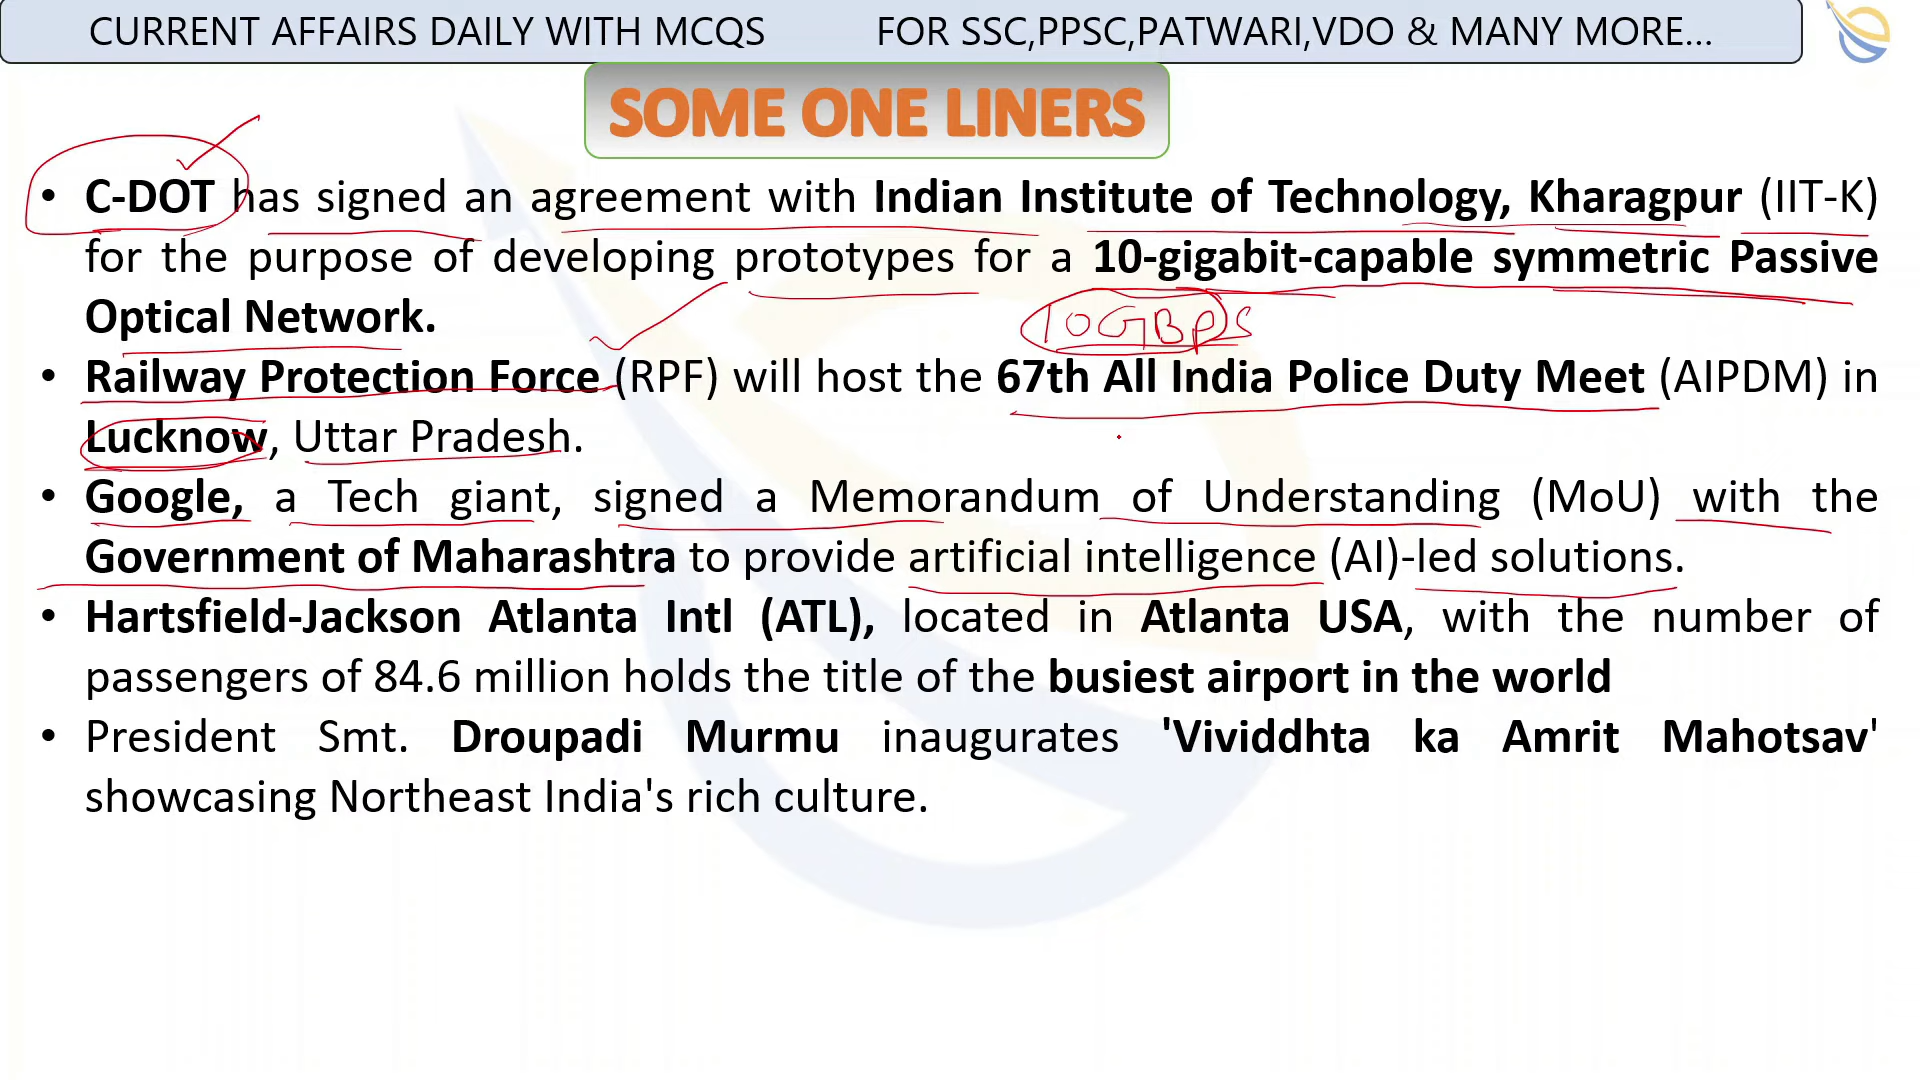 CURRENT AFFAIRS DAILY WITH MCQS FOR SSC,PPSC,PATWARI,VDO & MANY MORE...
SOME ONE LINERS
• C-DOT has signed an agreement with Indian Institute of Technology, Kharagpur (IIT-K)
for the purpose of developing prototypes for a 10-gigabit-capable symmetric Passive
Optical Network.
10GBPS
• Railway Protection Force (RPF) will host the 67th All India Police Duty Meet (AIPDM) in
Lucknow, Uttar Pradesh.
• Google, a Tech giant, signed a Memorandum of Understanding (MoU) with the
Government of Maharashtra to provide artificial intelligence (AI)-led solutions.
• Hartsfield-Jackson Atlanta Intl (ATL), located in Atlanta USA, with the number of
passengers of 84.6 million holds the title of the busiest airport in the world
• President Smt. Droupadi Murmu inaugurates 'Vividdhta ka Amrit Mahotsav'
showcasing Northeast India's rich culture.